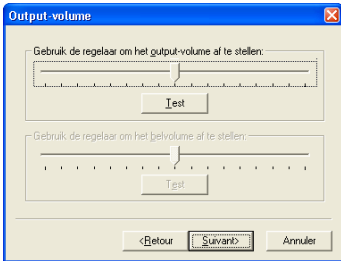 Output-volume
Gebruik de regelaar om het output-volume af te stellen:
Test
Gebruik de regelaar om het belvolume af te stellen:
Test
<Retour Suivant> Annuler